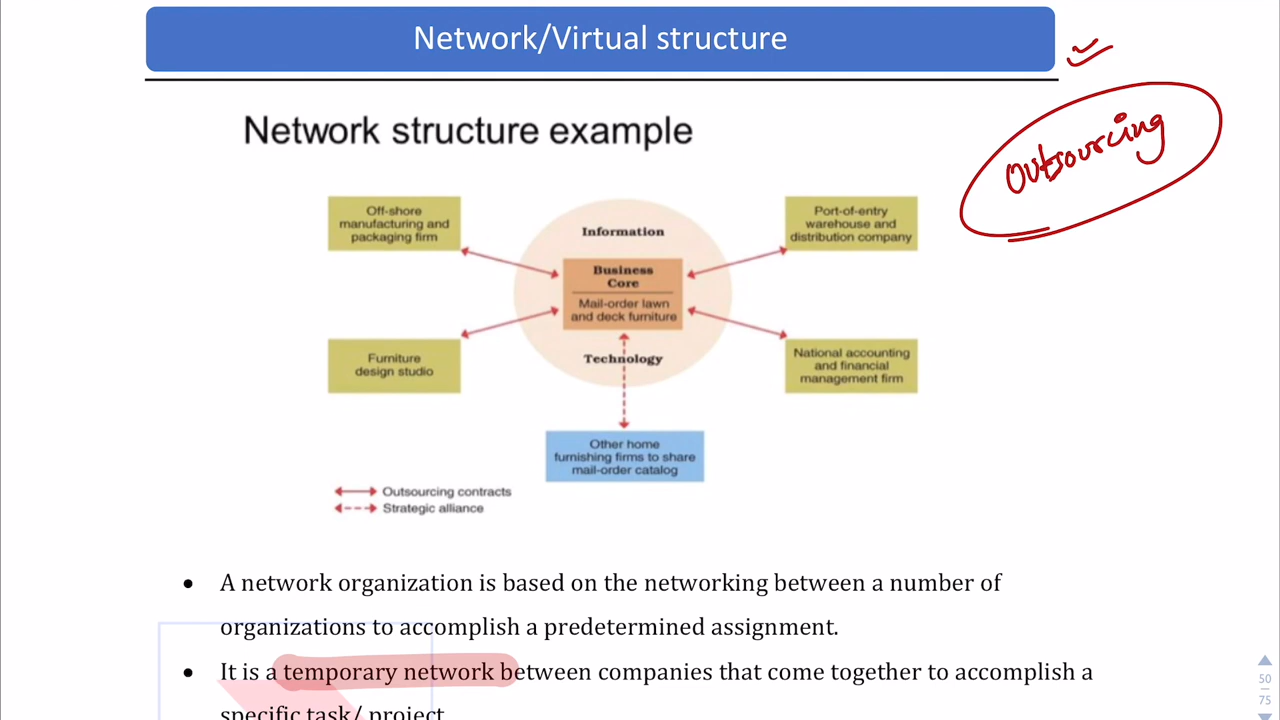 Network/Virtual structure
Outsourcing
Network structure example
Off-shore
manufacturing and
packaging firm
Information
Port-of-entry
warehouse and
distribution company
Business
Core
Mail-order lawn
and deck furniture
Furniture
design studio
Technology
National accounting
and financial
management firm
Other home
furnishing firms to share
mail-order catalog
Outsourcing contracts
Strategic alliance
• A network organization is based on the networking between a number of
organizations to accomplish a predetermined assignment.
• It is a temporary network between companies that come together to accomplish a
specific task/ project
50
75